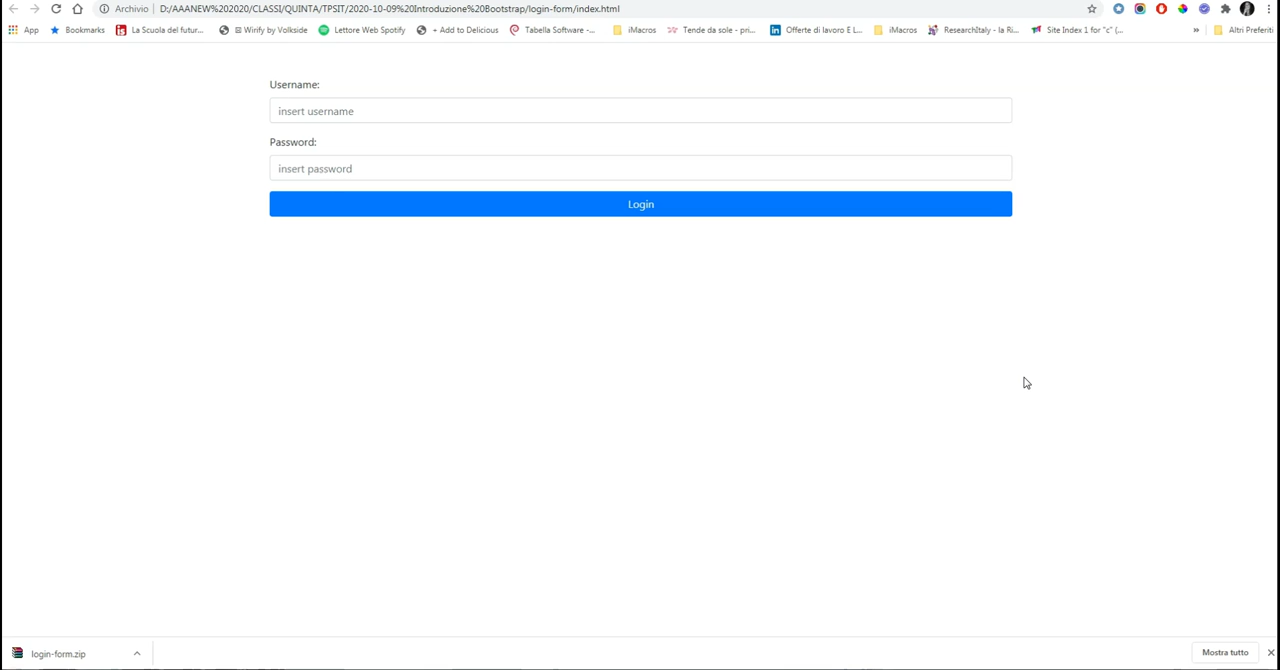 Archivio D:/AAANEW%202020/CLASSI/QUINTA/TPSIT/2020-10-09%20Introduzione%20Bootstrap/login-form/index.html
App Bookmarks La Scuola del futur... Wirify by Volkside Lettore Web Spotify + Add to Delicious Tabella Software -... iMacros Tende da sole - pri... Offerte di lavoro E L... iMacros ResearchItaly - la Ri... Site Index 1 for "c" (... » Altri Preferiti
Username:
insert username
Password:
insert password
Login
login-form.zip
Mostra tutto